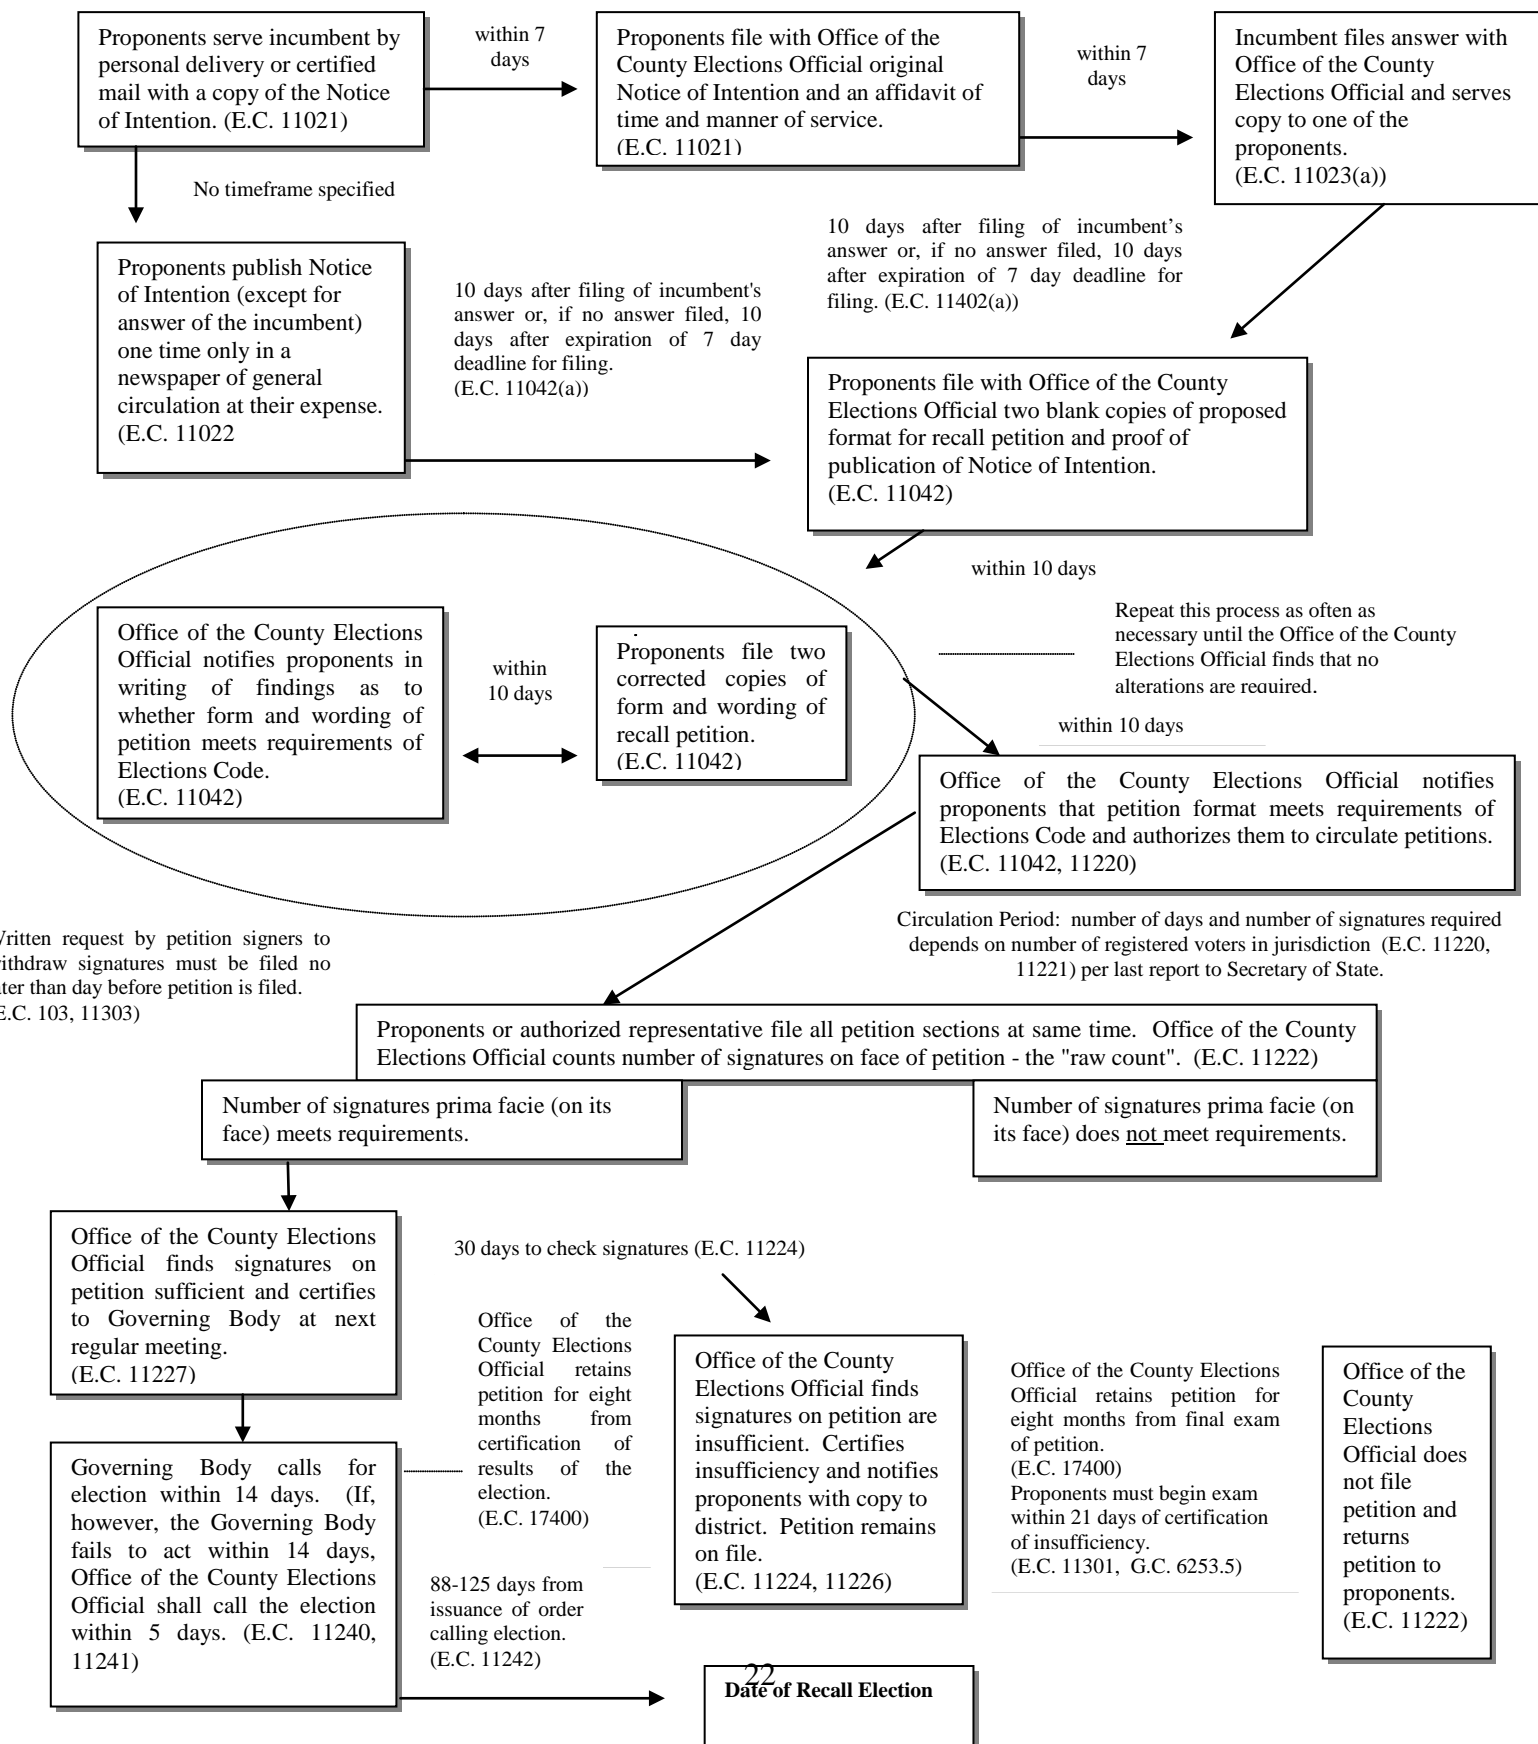 Proponents serve incumbent by
personal delivery or certified
mail with a copy of the Notice
of Intention. (E.C. 11021)
within 7
days
Proponents file with Office of the
County Elections Official original
Notice of Intention and an affidavit of
time and manner of service.
(E.C. 11021)
within 7
days
Incumbent files answer with
Office of the County
Elections Official and serves
copy to one of the
proponents.
(E.C. 11023(a))
No timeframe specified
Proponents publish Notice
of Intention (except for
answer of the incumbent)
one time only in a
newspaper of general
circulation at their expense.
(E.C. 11022
10 days after filing of incumbent's
answer or, if no answer filed, 10
days after expiration of 7 day
deadline for filing.
(E.C. 11042(a))
10 days after filing of incumbent’s
answer or, if no answer filed, 10 days
after expiration of 7 day deadline for
filing. (E.C. 11402(a))
Proponents file with Office of the County
Elections Official two blank copies of proposed
format for recall petition and proof of
publication of Notice of Intention.
(E.C. 11042)
within 10 days
Repeat this process as often as
necessary until the Office of the County
Elections Official finds that no
alterations are required.
Office of the County Elections
Official notifies proponents in
writing of findings as to
whether form and wording of
petition meets requirements of
Elections Code.
(E.C. 11042)
within
10 days
Proponents file two
corrected copies of
form and wording of
recall petition.
(E.C. 11042)
within 10 days
Office of the County Elections Official notifies
proponents that petition format meets requirements of
Elections Code and authorizes them to circulate petitions.
(E.C. 11042, 11220)
Circulation Period: number of days and number of signatures required
depends on number of registered voters in jurisdiction (E.C. 11220,
11221) per last report to Secretary of State.
ritten request by petition signers to
ithdraw signatures must be filed no
ter than day before petition is filed.
E.C. 103, 11303)
Proponents or authorized representative file all petition sections at same time. Office of the County
Elections Official counts number of signatures on face of petition - the "raw count". (E.C. 11222)
Number of signatures prima facie (on its
face) meets requirements.
Number of signatures prima facie (on
its face) does not meet requirements.
Office of the County Elections
Official finds signatures on
petition sufficient and certifies
to Governing Body at next
regular meeting.
(E.C. 11227)
30 days to check signatures (E.C. 11224)
Office of the
County Elections
Official retains
petition for eight
months from
certification of
results of the
election.
(E.C. 17400)
Office of the County
Elections Official finds
signatures on petition are
insufficient. Certifies
insufficiency and notifies
proponents with copy to
district. Petition remains
on file.
(E.C. 11224, 11226)
Office of the County Elections
Official retains petition for
eight months from final exam
of petition.
(E.C. 17400)
Proponents must begin exam
within 21 days of certification
of insufficiency.
(E.C. 11301, G.C. 6253.5)
Office of the
County
Elections
Official does
not file
petition and
returns
petition to
proponents.
(E.C. 11222)
Governing Body calls for
election within 14 days. (If,
however, the Governing Body
fails to act within 14 days,
Office of the County Elections
Official shall call the election
within 5 days. (E.C. 11240,
11241)
88-125 days from
issuance of order
calling election.
(E.C. 11242)
22
Date of Recall Election